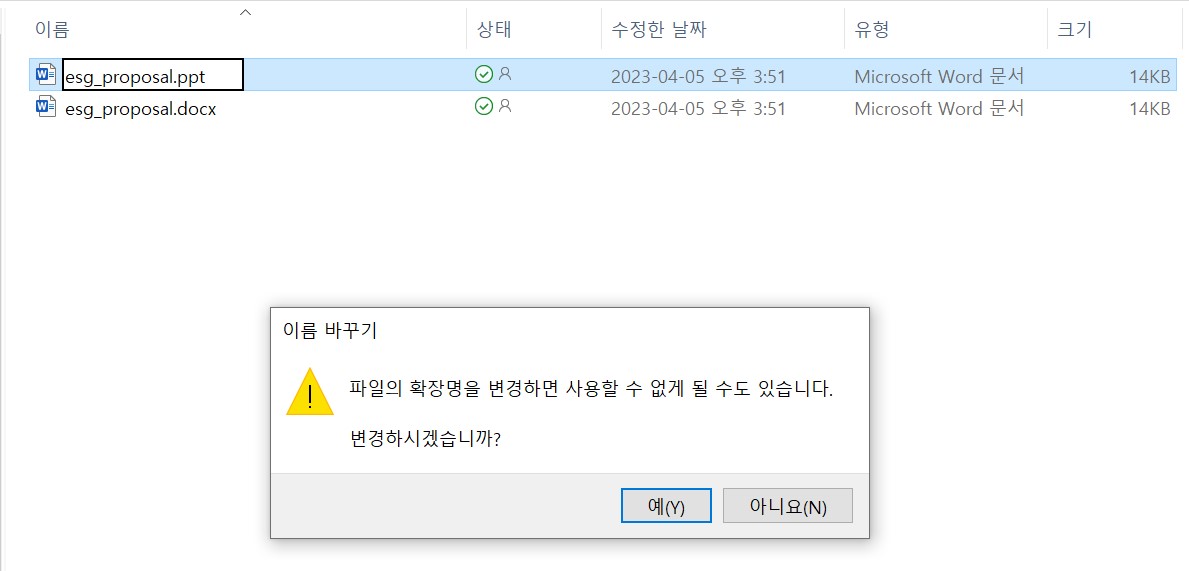 이름 상태 수정한 날짜 유형 크기
esg_proposal.ppt 2023-04-05 오후 3:51 Microsoft Word 문서 14KB
esg_proposal.docx 2023-04-05 오후 3:51 Microsoft Word 문서 14KB
이름 바꾸기
파일의 확장명을 변경하면 사용할 수 없게 될 수도 있습니다.
변경하시겠습니까?
예(Y) 아니요(N)